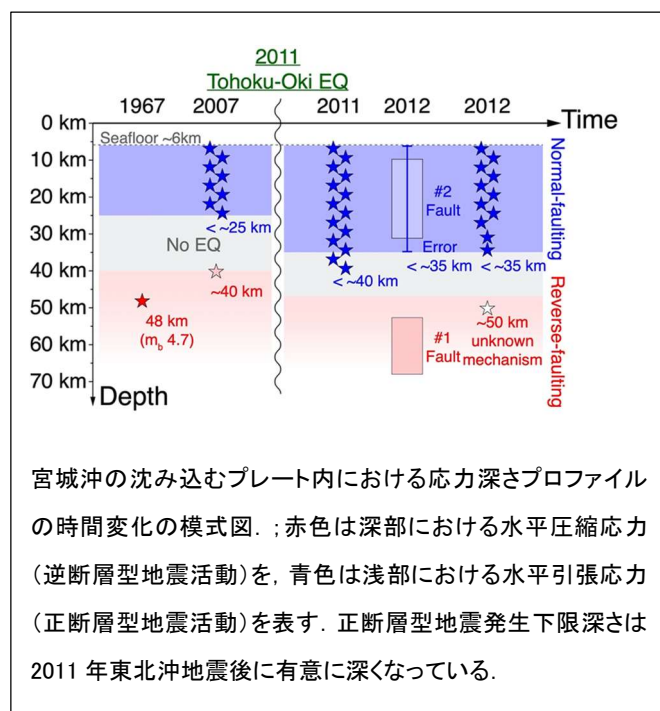 2011
Tohoku-Oki EQ
1967 2007 2011 2012 2012 Time
0 km
Seafloor ~6km
10 km
20 km
#2
Fault
< ~25 km
30 km
No EQ
Error
< ~40 km
< ~35 km
< ~35 km
40 km
~40 km
50 km
48 km
(mb 4.7)
~50 km
unknown
mechanism
60 km
#1
Fault
70 km
Depth
Normal-faulting
Reverse-faulting
宮城沖の沈み込むプレート内における応力深さプロファイル
の時間変化の模式図．；赤色は深部における水平圧縮応力
（逆断層型地震活動）を，青色は浅部における水平引張応力
（正断層型地震活動）を表す．正断層型地震発生下限深さは
2011 年東北沖地震後に有意に深くなっている．